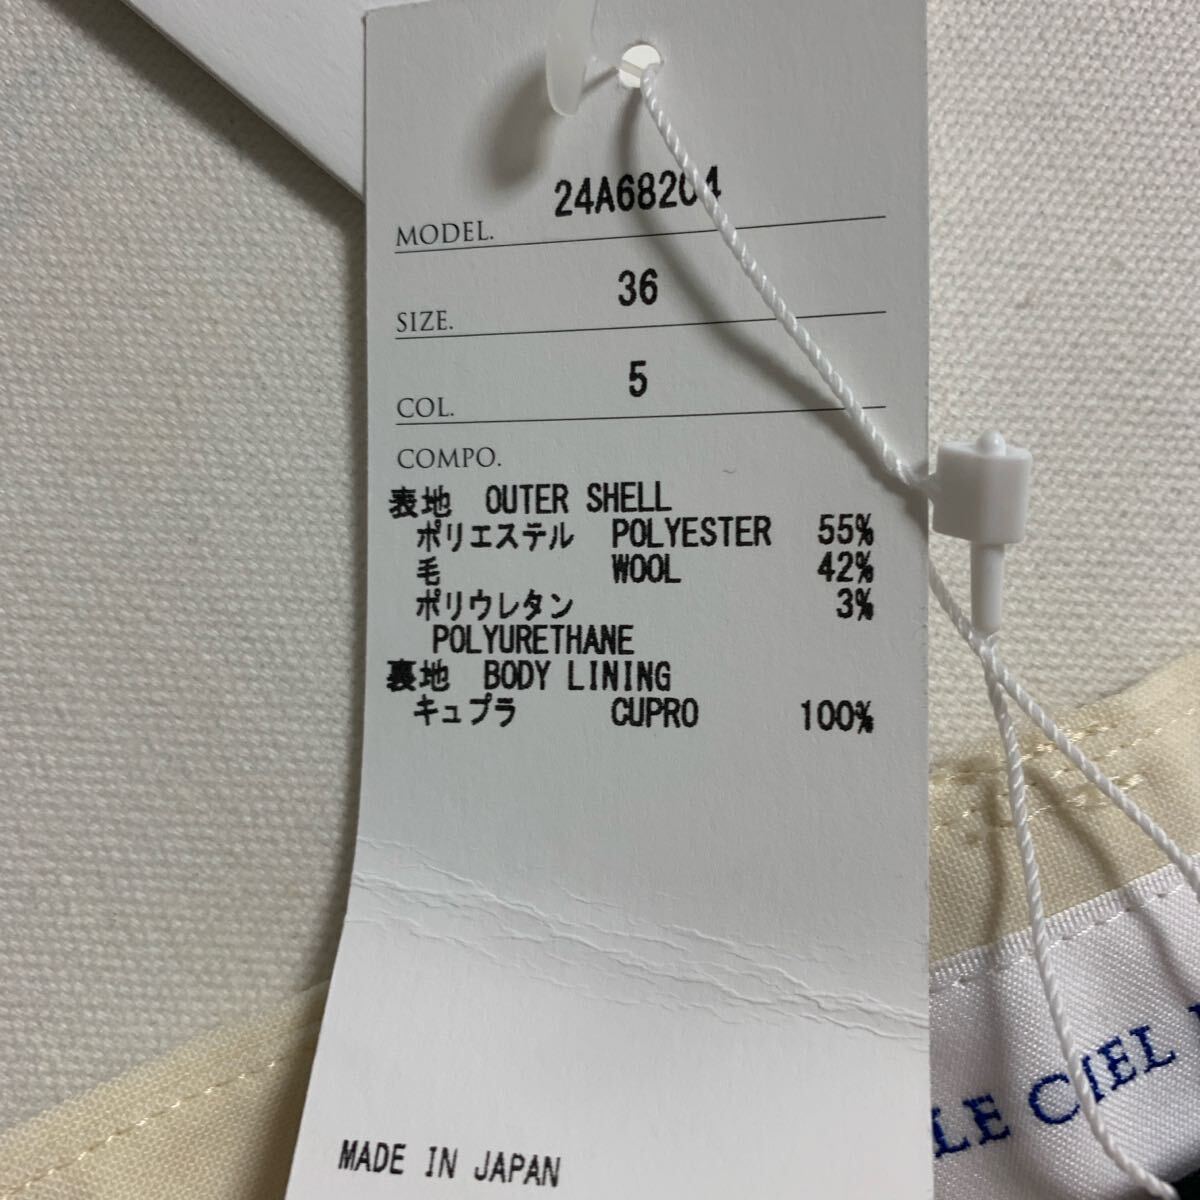 24A68204
MODEL.
36
SIZE.
5
COL.
COMPO.
表地 OUTER SHELL
ポリエステル POLYESTER 55%
毛 WOOL 42%
ポリウレタン 3%
POLYURETHANE
裏地 BODY LINING
キュプラ CUPRO 100%
MADE IN JAPAN
LE CIEL